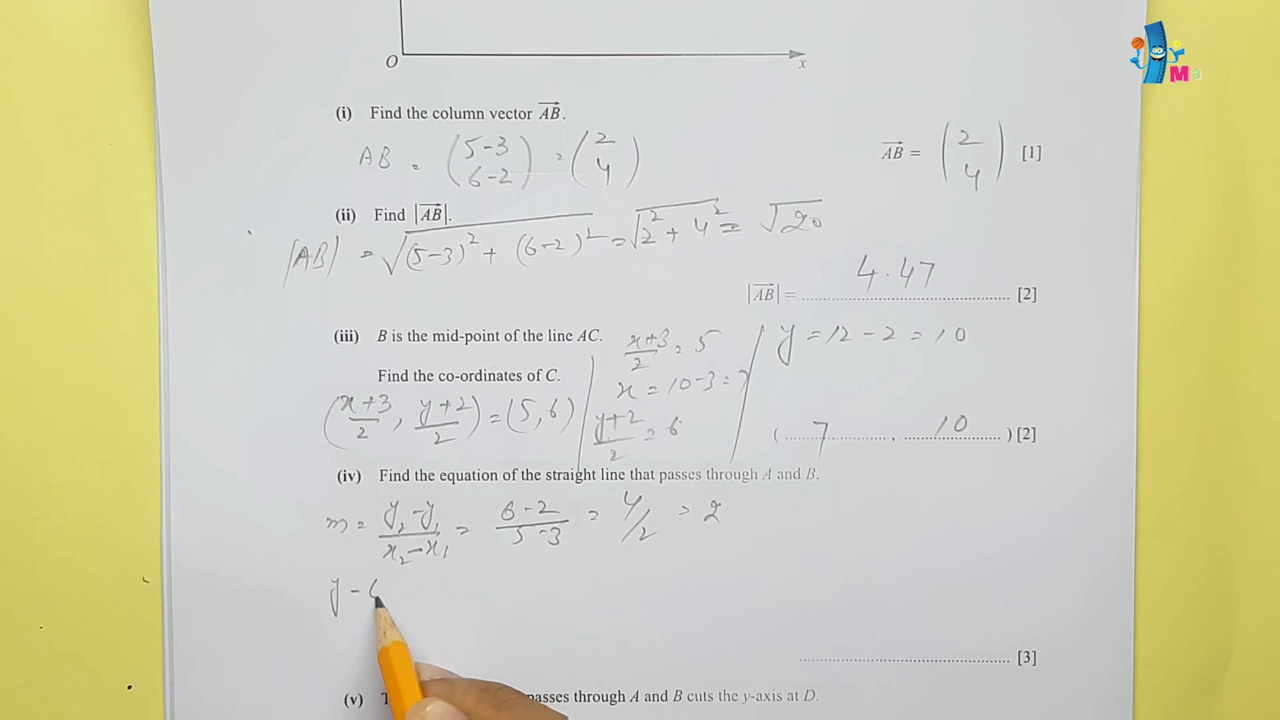 M
O
x
(i) Find the column vector AB.
AB = (5-3 6-2) = (2 4)
AB = (2 4) [1]
(ii) Find |AB|.
|AB| = √(5-3)² + (6-2)² = √2² + 4² = √20
4.47
|AB| = [2]
(iii) B is the mid-point of the line AC.
x+3/2 = 5
y = 12 - 2 = 10
Find the co-ordinates of C.
x = 10-3 = 7
(x+3/2, y+2/2) = (5, 6)
y+2/2 = 6
(7, 10) [2]
(iv) Find the equation of the straight line that passes through A and B.
m = y₂-y₁/x₂-x₁ = 6-2/5-3 = 4/2 = 2
y -
[3]
(v) passes through A and B cuts the y-axis at D.